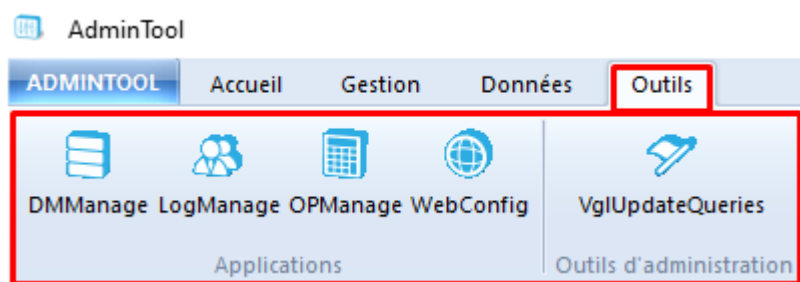 AdminTool
ADMINTOOL Accueil Gestion Données Outils
DMManage LogManage OPManage WebConfig VglUpdateQueries
Applications Outils d'administration